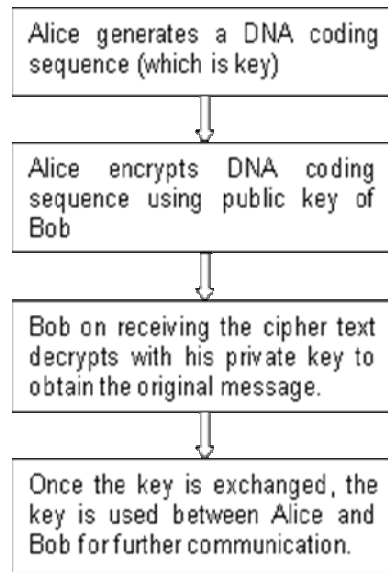 Alice generates a DNA coding
sequence (which is key)
Alice encrypts DNA coding
sequence using public key of
Bob
Bob on receiving the cipher text
decrypts with his private key to
obtain the original message.
Once the key is exchanged, the
key is used between Alice and
Bob for further communication.